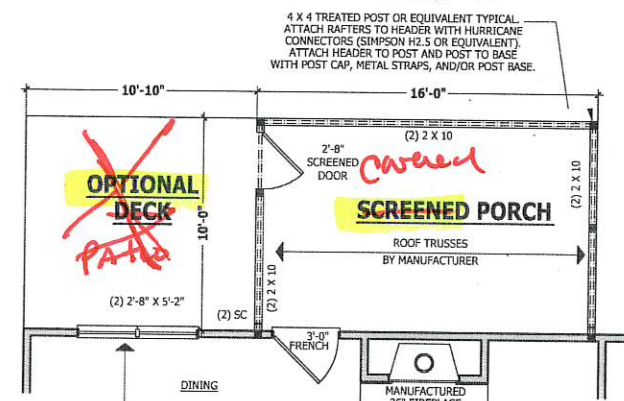 4 X 4 TREATED POST OR EQUIVALENT TYPICAL.
ATTACH RAFTERS TO HEADER WITH HURRICANE
CONNECTORS (SIMPSON H2.5 OR EQUIVALENT).
ATTACH HEADER TO POST AND POST TO BASE
WITH POST CAP, METAL STRAPS, AND/OR POST BASE.
10'-10"
16'-0"
(2) 2 X 10
2'-8"
SCREENED
DOOR
Covered
(2) 2 X 10
OPTIONAL
DECK
PATIO
10'-0"
SCREENED PORCH
ROOF TRUSSES
BY MANUFACTURER
(2) 2 X 10
(2) 2'-8" X 5'-2"
(2) SC
3'-0"
FRENCH
DINING
MANUFACTURED
36" FIREPLACE